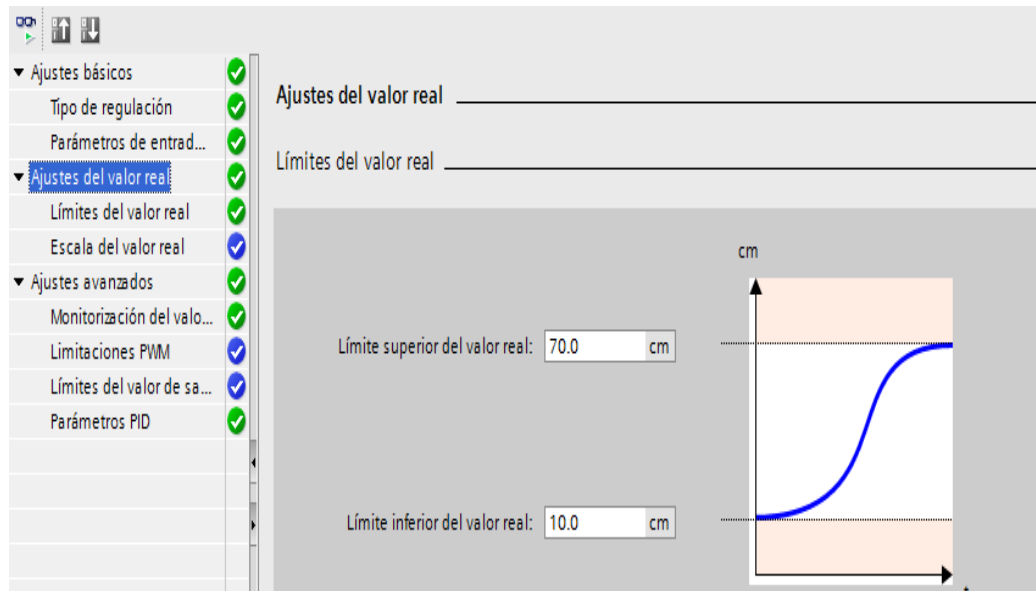 Ajustes básicos
Tipo de regulación
Parámetros de entrad...
Ajustes del valor real
Límites del valor real
Escala del valor real
Ajustes avanzados
Monitorización del valo...
Limitaciones PWM
Límites del valor de sa...
Parámetros PID
Ajustes del valor real
Límites del valor real
cm
Límite superior del valor real: 70.0 cm
Límite inferior del valor real: 10.0 cm